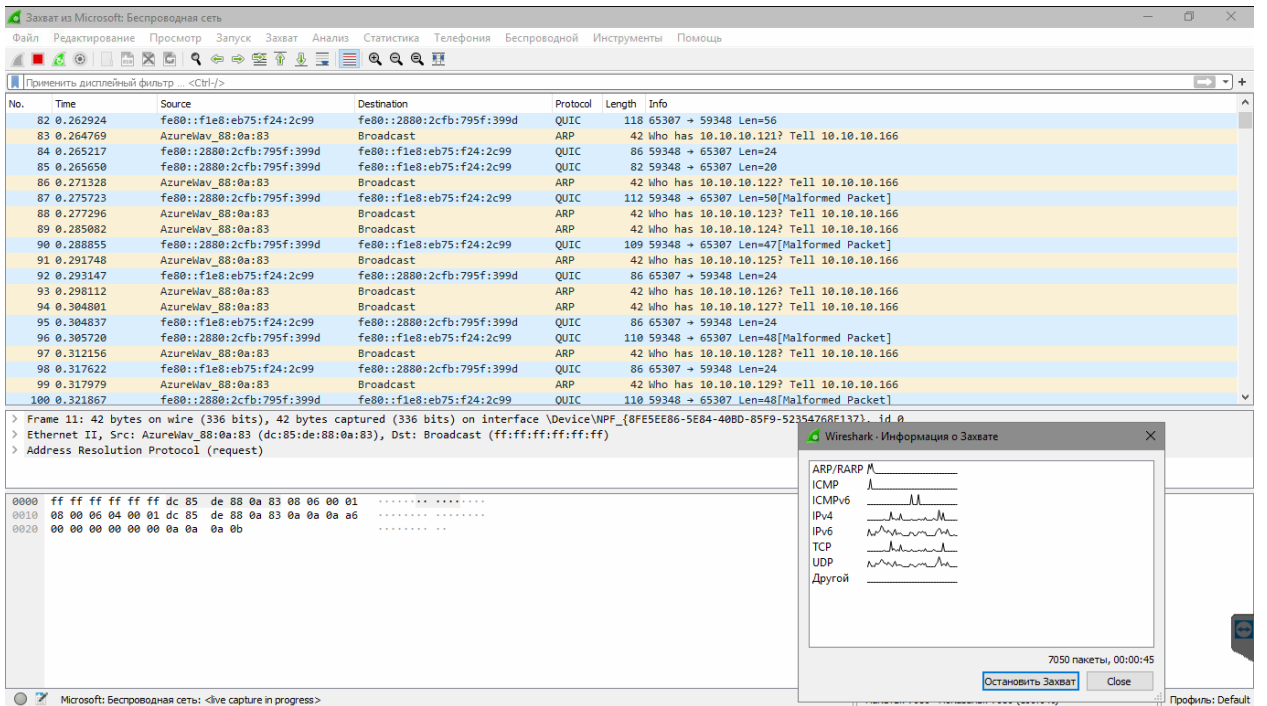 Захват из Microsoft: Беспроводная сеть
Файл Редактирование Просмотр Запуск Захват Анализ Статистика Телефония Беспроводной Инструменты Помощь
Применить дисплейный фильтр ... <Ctrl-/>
No. Time Source Destination Protocol Length Info
82 0.262924 fe80::f1e8:eb75:f24:2c99 fe80::2880:2cfb:795f:399d QUIC 118 65307 → 59348 Len=56
83 0.264769 AzureWav_88:0a:83 Broadcast ARP 42 Who has 10.10.10.121? Tell 10.10.10.166
84 0.265217 fe80::2880:2cfb:795f:399d fe80::f1e8:eb75:f24:2c99 QUIC 86 59348 → 65307 Len=24
85 0.265650 fe80::2880:2cfb:795f:399d fe80::f1e8:eb75:f24:2c99 QUIC 82 59348 → 65307 Len=20
86 0.271328 AzureWav_88:0a:83 Broadcast ARP 42 Who has 10.10.10.122? Tell 10.10.10.166
87 0.275723 fe80::2880:2cfb:795f:399d fe80::f1e8:eb75:f24:2c99 QUIC 112 59348 → 65307 Len=50[Malformed Packet]
88 0.277296 AzureWav_88:0a:83 Broadcast ARP 42 Who has 10.10.10.123? Tell 10.10.10.166
89 0.285082 AzureWav_88:0a:83 Broadcast ARP 42 Who has 10.10.10.124? Tell 10.10.10.166
90 0.288855 fe80::2880:2cfb:795f:399d fe80::f1e8:eb75:f24:2c99 QUIC 109 59348 → 65307 Len=47[Malformed Packet]
91 0.291748 AzureWav_88:0a:83 Broadcast ARP 42 Who has 10.10.10.125? Tell 10.10.10.166
92 0.293147 fe80::f1e8:eb75:f24:2c99 fe80::2880:2cfb:795f:399d QUIC 86 65307 → 59348 Len=24
93 0.298112 AzureWav_88:0a:83 Broadcast ARP 42 Who has 10.10.10.126? Tell 10.10.10.166
94 0.304801 AzureWav_88:0a:83 Broadcast ARP 42 Who has 10.10.10.127? Tell 10.10.10.166
95 0.304837 fe80::f1e8:eb75:f24:2c99 fe80::2880:2cfb:795f:399d QUIC 86 65307 → 59348 Len=24
96 0.305720 fe80::2880:2cfb:795f:399d fe80::f1e8:eb75:f24:2c99 QUIC 110 59348 → 65307 Len=48[Malformed Packet]
97 0.312156 AzureWav_88:0a:83 Broadcast ARP 42 Who has 10.10.10.128? Tell 10.10.10.166
98 0.317622 fe80::f1e8:eb75:f24:2c99 fe80::2880:2cfb:795f:399d QUIC 86 65307 → 59348 Len=24
99 0.317979 AzureWav_88:0a:83 Broadcast ARP 42 Who has 10.10.10.129? Tell 10.10.10.166
100 0.321867 fe80::2880:2cfb:795f:399d fe80::f1e8:eb75:f24:2c99 QUIC 110 59348 → 65307 Len=48[Malformed Packet]
> Frame 11: 42 bytes on wire (336 bits), 42 bytes captured (336 bits) on interface \Device\NPF_{8FE5EE86-5E84-40BD-85F9-52354768F137}, id 0
> Ethernet II, Src: AzureWav_88:0a:83 (dc:85:de:88:0a:83), Dst: Broadcast (ff:ff:ff:ff:ff:ff)
> Address Resolution Protocol (request)
0000 ff ff ff ff ff ff dc 85 de 88 0a 83 08 06 00 01 ········ ········
0010 08 00 06 04 00 01 dc 85 de 88 0a 83 0a 0a 0a a6 ········ ········
0020 00 00 00 00 00 00 0a 0a 0a 0b ········ ··
Wireshark · Информация о Захвате
ARP/RARP
ICMP
ICMPv6
IPv4
IPv6
TCP
UDP
Другой
7050 пакеты, 00:00:45
Остановить Захват Close
Microsoft: Беспроводная сеть: <live capture in progress>
Профиль: Default